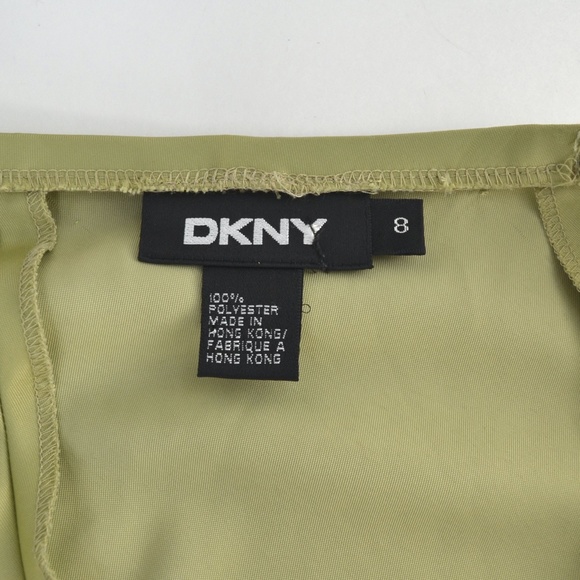 DKNY
8
100%
POLYESTER
MADE IN
HONG KONG/
FABRIQUE A
HONG KONG